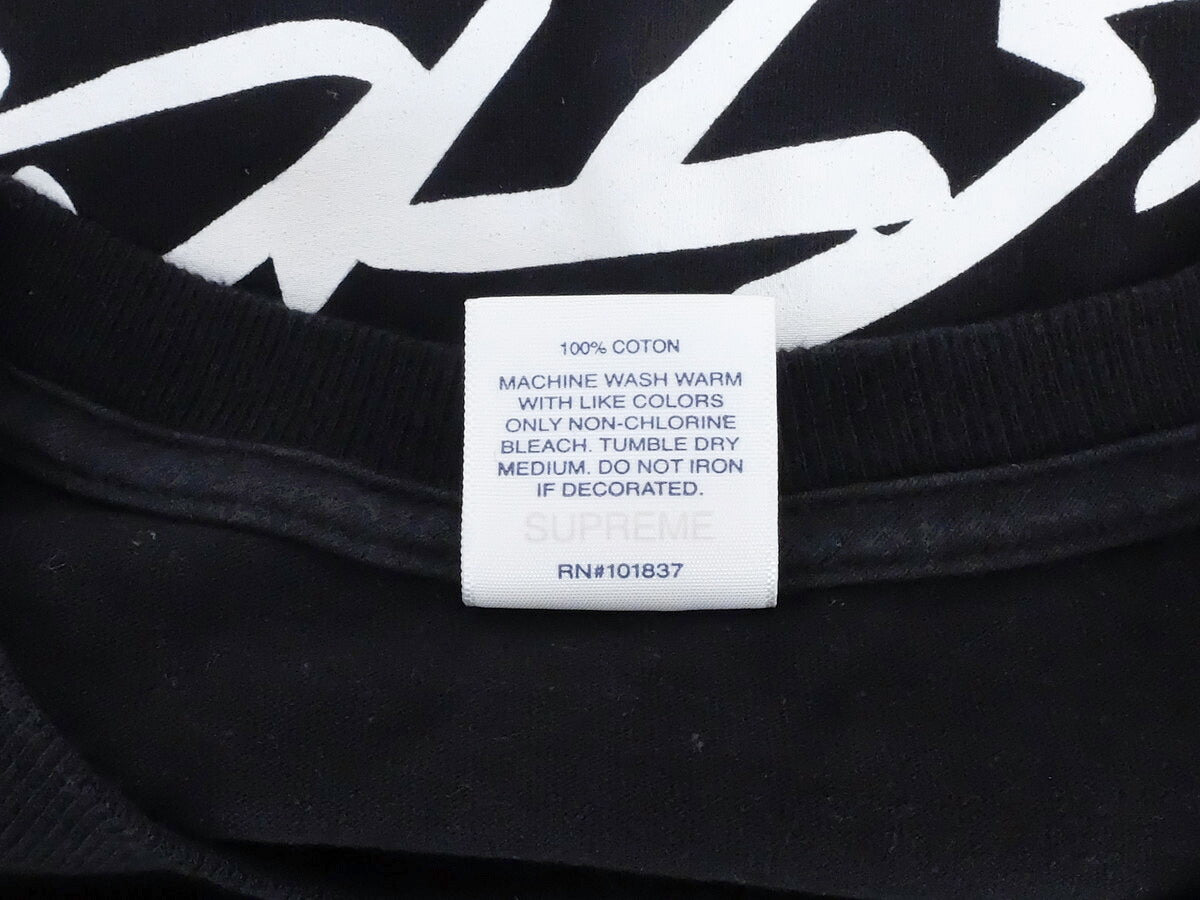 100% COTON
MACHINE WASH WARM
WITH LIKE COLORS
ONLY NON-CHLORINE
BLEACH. TUMBLE DRY
MEDIUM. DO NOT IRON
IF DECORATED.
SUPREME
RN#101837